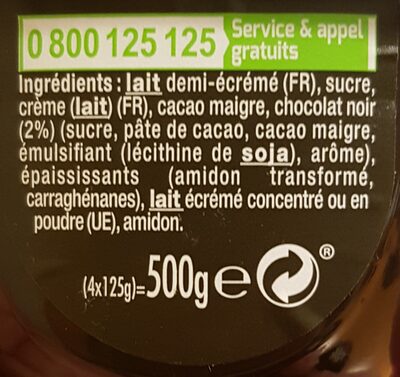 0 800 125 125 Service & appel
gratuits
Ingrédients : lait demi-écrémé (FR), sucre,
crème (lait) (FR), cacao maigre, chocolat noir
(2%) (sucre, pâte de cacao, cacao maigre,
émulsifiant (lécithine de soja), arôme),
épaississants (amidon transformé,
carraghénanes), lait écrémé concentré ou en
poudre (UE), amidon.
(4x125g)=500g e ®